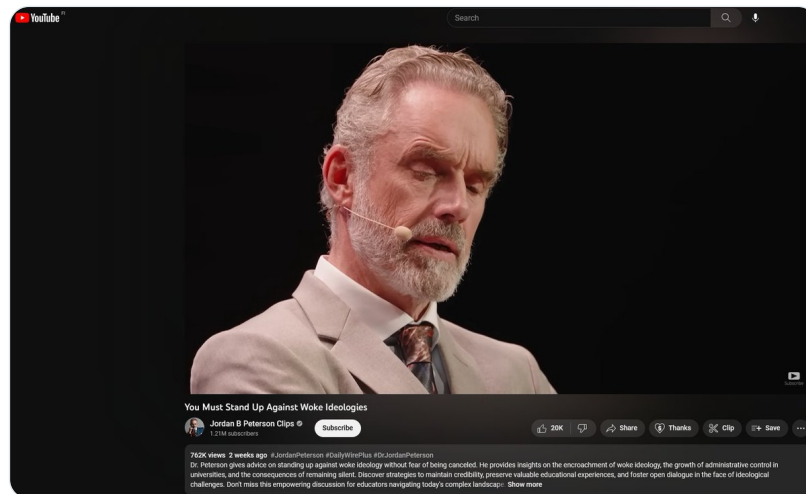 YouTube FI
Search
Subscribe
You Must Stand Up Against Woke Ideologies
Jordan B Peterson Clips
1.21M subscribers
Subscribe
20K
Share
Thanks
Clip
Save
762K views 2 weeks ago #JordanPeterson #DailyWirePlus #DrJordanPeterson
Dr. Peterson gives advice on standing up against woke ideology without fear of being canceled. He provides insights on the encroachment of woke ideology, the growth of administrative control in
universities, and the consequences of remaining silent. Discover strategies to maintain credibility, preserve valuable educational experiences, and foster open dialogue in the face of ideological
challenges. Don't miss this empowering discussion for educators navigating today's complex landscape. Show more